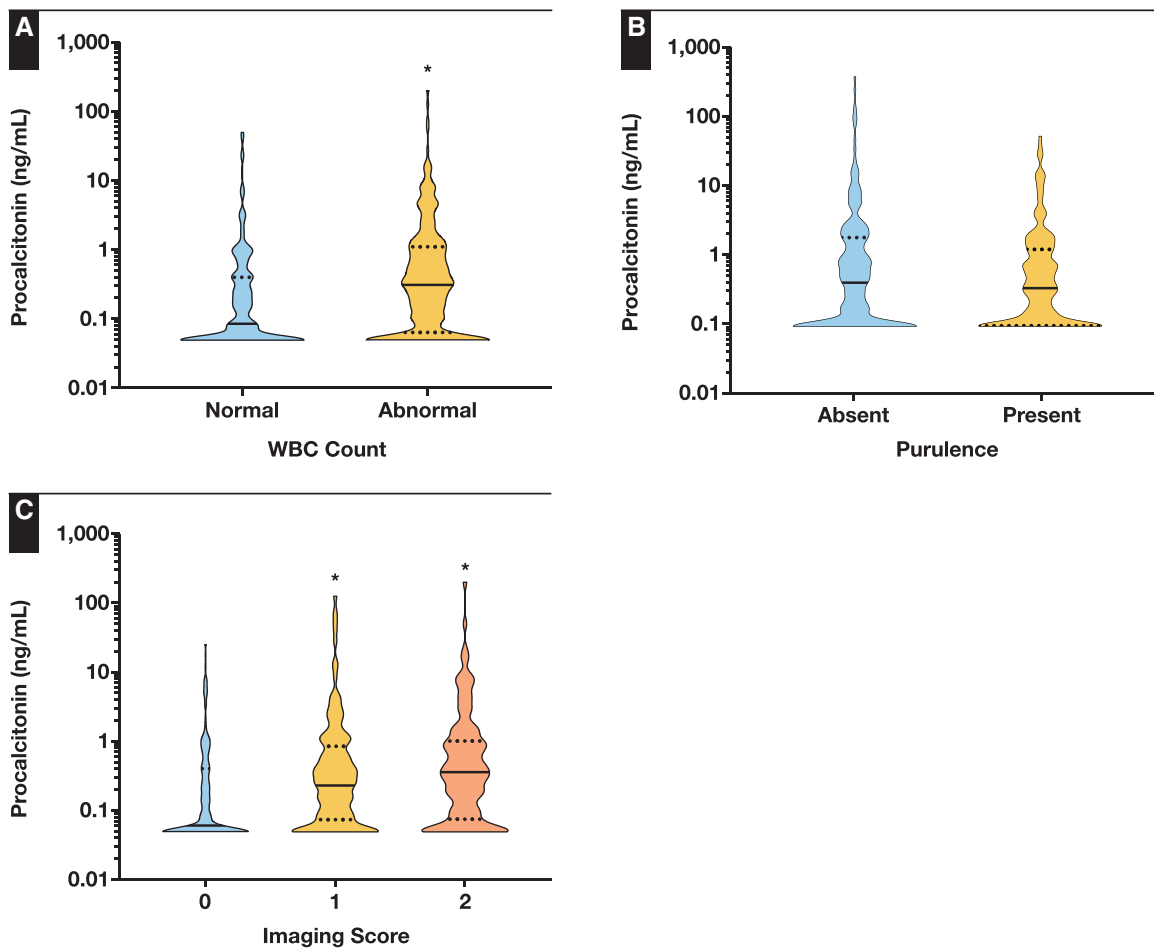 A
1,000
100
10
1
0.1
0.01
Procalcitonin (ng/mL)
*
Normal Abnormal
WBC Count
B
1,000
100
10
1
0.1
0.01
Procalcitonin (ng/mL)
Absent Present
Purulence
C
1,000
100
10
1
0.1
0.01
Procalcitonin (ng/mL)
* *
0 1 2
Imaging Score